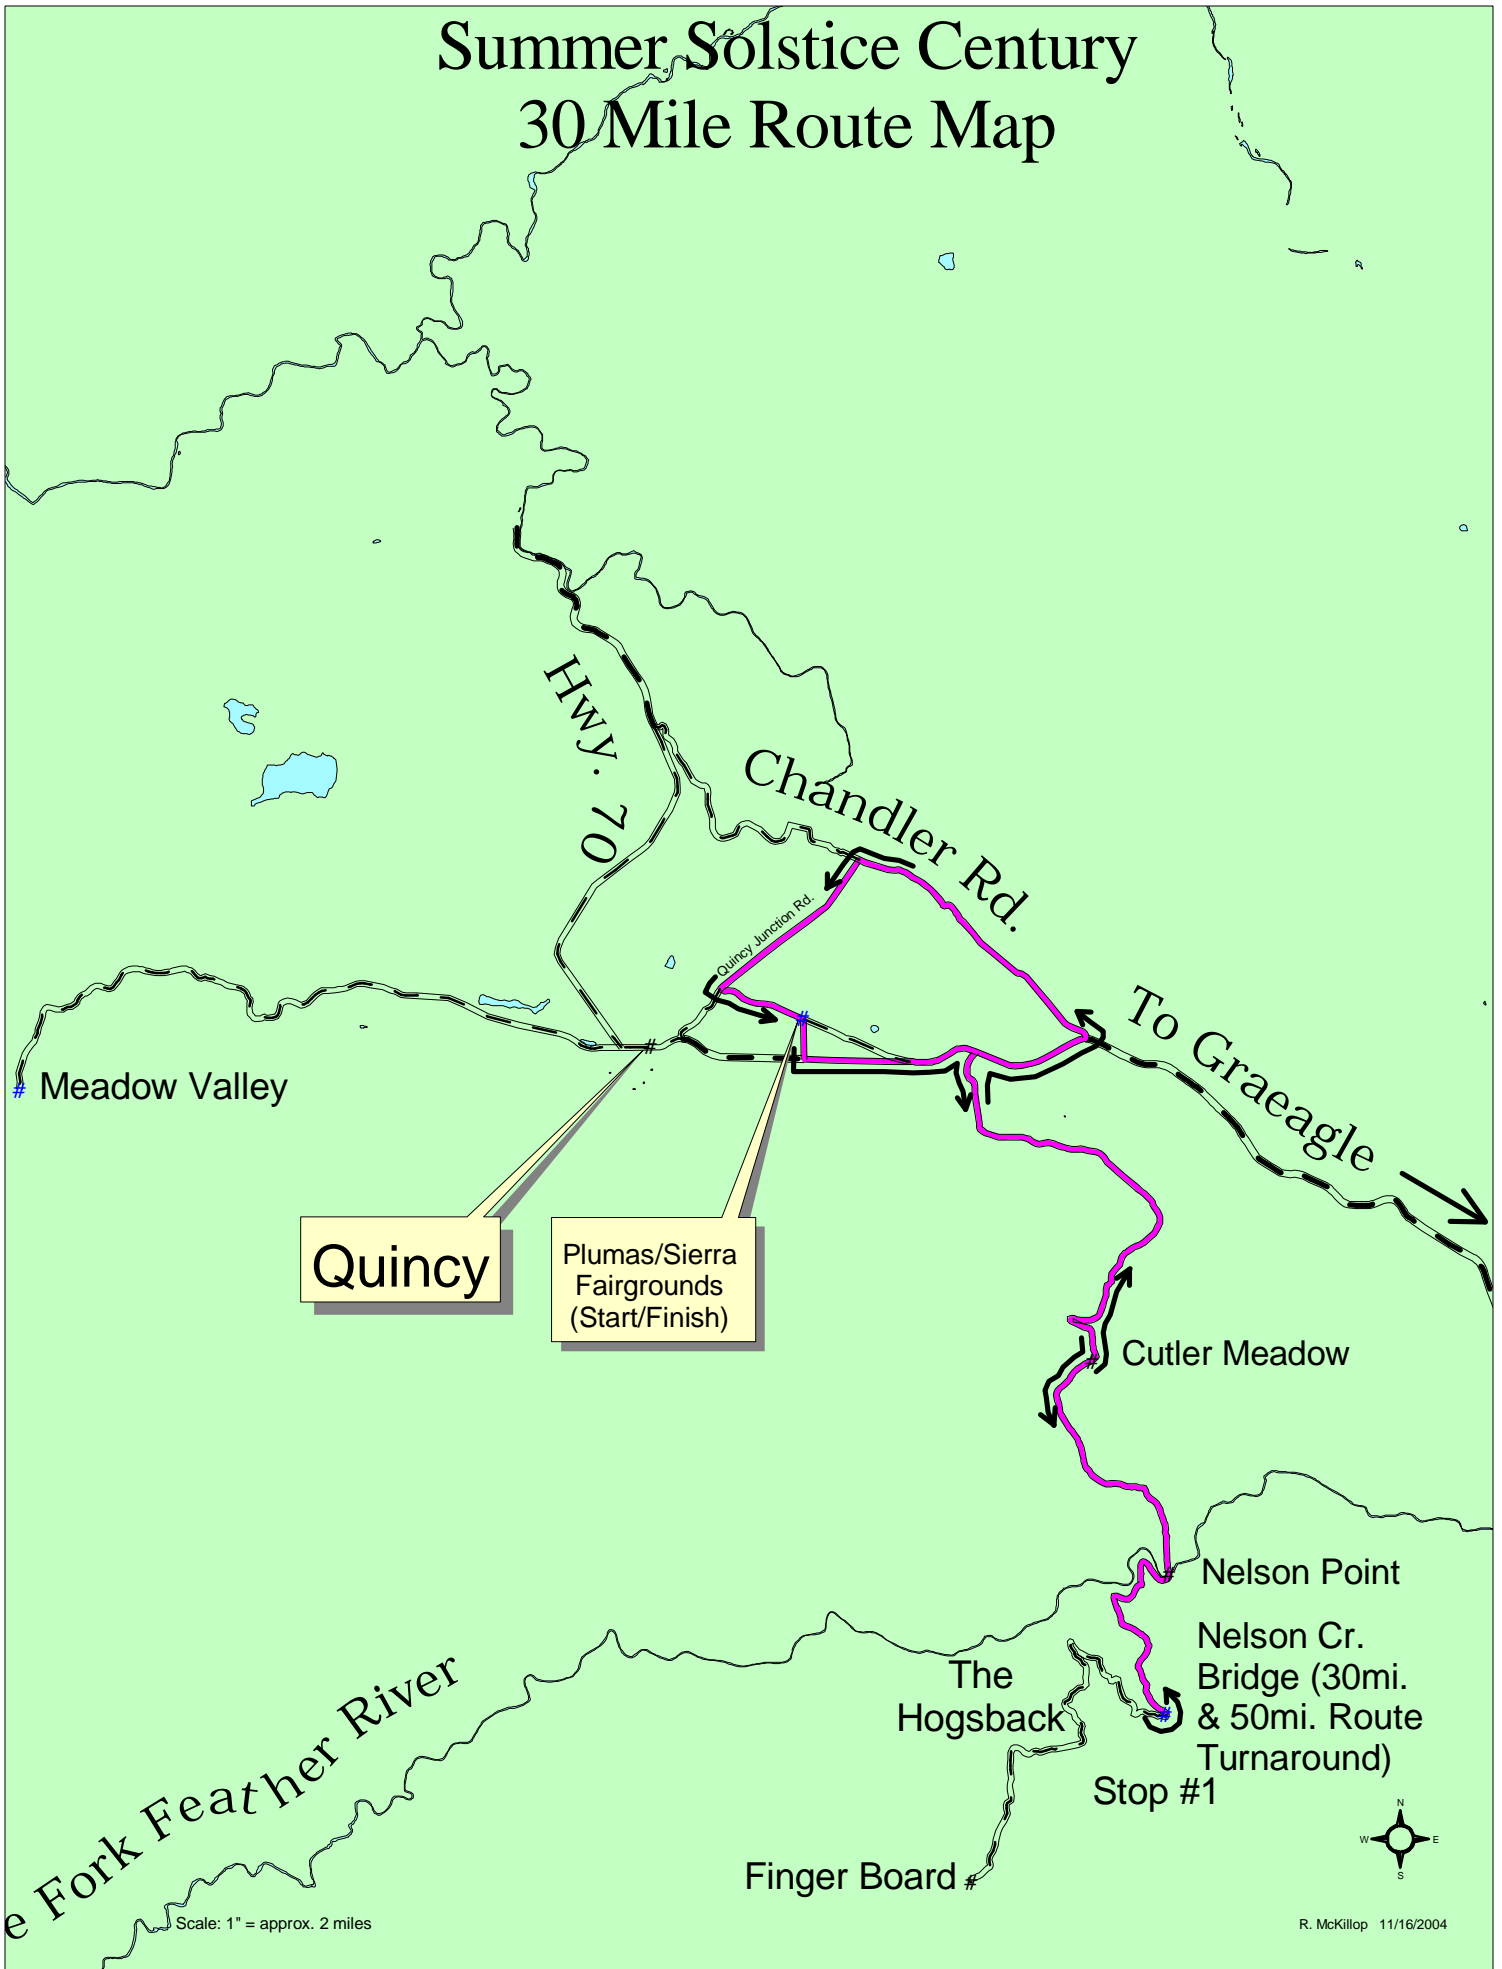 Summer Solstice Century
30 Mile Route Map
Hwy. 70
Chandler Rd.
Quincy Junction Rd.
To Graeagle
# Meadow Valley
#
#
Quincy
Plumas/Sierra
Fairgrounds
(Start/Finish)
# Cutler Meadow
# Nelson Point
Nelson Cr.
Bridge (30mi.
& 50mi. Route
Turnaround)
#
The
Hogsback
Stop #1
Finger Board #
e Fork Feather River
N
W
E
S
Scale: 1" = approx. 2 miles
R. McKillop 11/16/2004